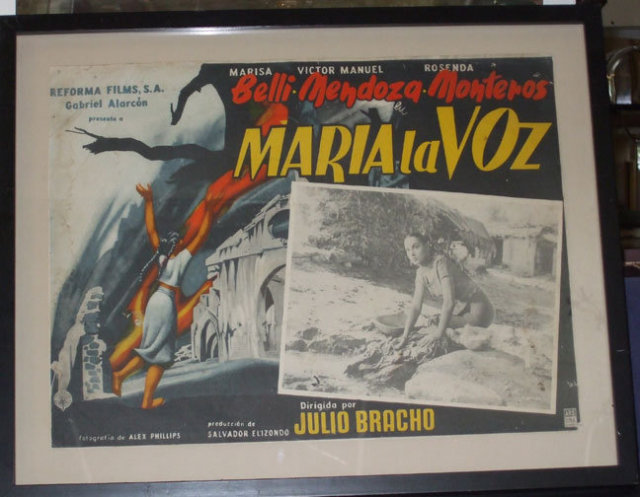 REFORMA FILMS, S.A.
Gabriel Alarcón
presenta a
MARISA VICTOR MANUEL ROSENDA
Belli · Mendoza · Monteros
en
MARIA la VOZ
Dirigida por
JULIO BRACHO
producción de
SALVADOR ELIZONDO
fotografía de ALEX PHILLIPS